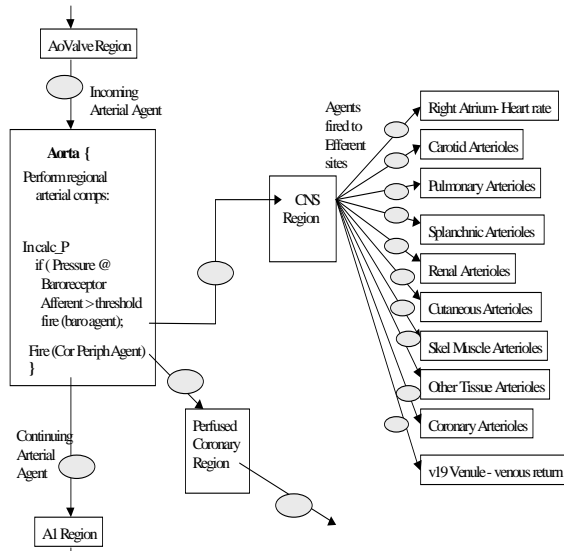 AoValve Region
Incoming
Arterial Agent
Aorta {
Perform regional
arterial comps:
In calc_P
if ( Pressure @
Baroreceptor
Afferent > threshold
fire (baro agent);
Fire (Cor Periph Agent)
}
Continuing
Arterial
Agent
A1 Region
Perfused
Coronary
Region
CNS
Region
Agents
fired to
Efferent
sites
Right Atrium- Heart rate
Carotid Arterioles
Pulmonary Arterioles
Splanchnic Arterioles
Renal Arterioles
Cutaneous Arterioles
Skel Muscle Arterioles
Other Tissue Arterioles
Coronary Arterioles
v19 Venule - venous return